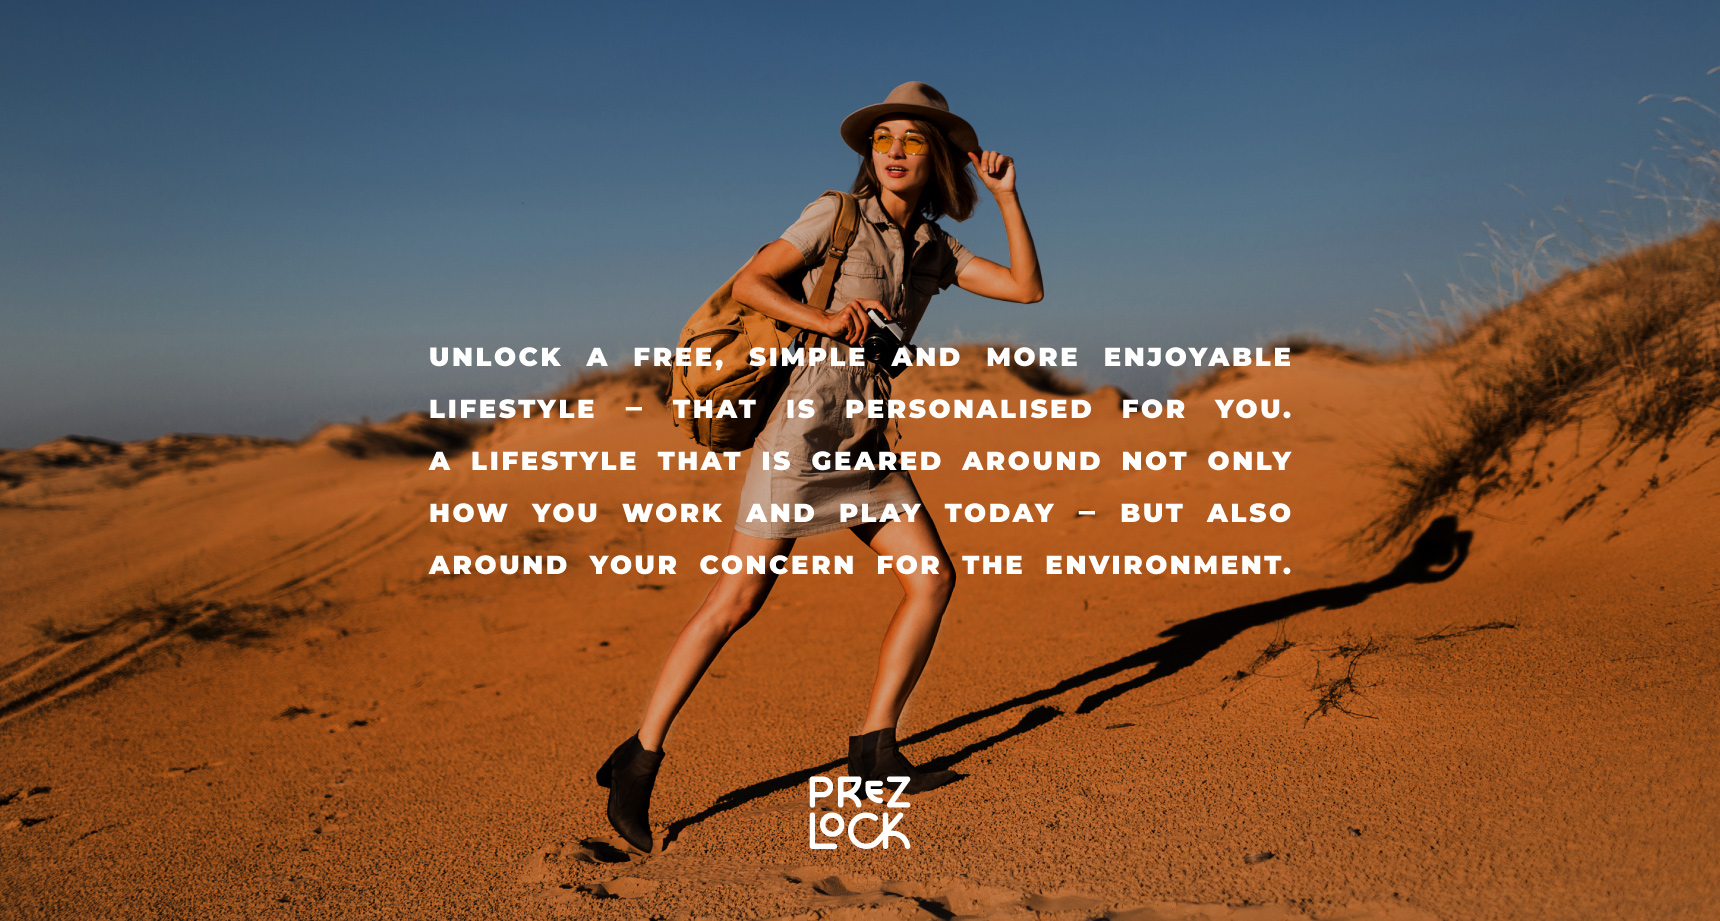 UNLOCK A FREE, SIMPLE AND MORE ENJOYABLE
LIFESTYLE – THAT IS PERSONALISED FOR YOU.
A LIFESTYLE THAT IS GEARED AROUND NOT ONLY
HOW YOU WORK AND PLAY TODAY – BUT ALSO
AROUND YOUR CONCERN FOR THE ENVIRONMENT.
PREZ
LOCK